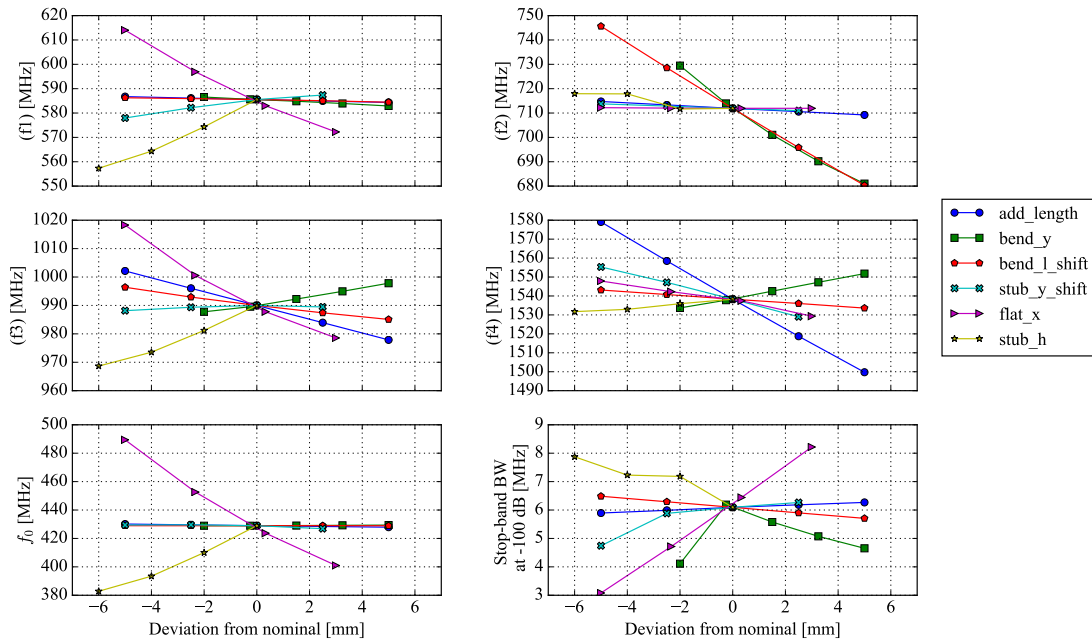 620
610
600
590
580
570
560
550
(f1) [MHz]
750
740
730
720
710
700
690
680
(f2) [MHz]
1020
1010
1000
990
980
970
960
(f3) [MHz]
1580
1570
1560
1550
1540
1530
1520
1510
1500
1490
(f4) [MHz]
add_length
bend_y
bend_l_shift
stub_y_shift
flat_x
stub_h
500
480
460
440
420
400
380
f₀ [MHz]
−6 −4 −2 0 2 4 6
Deviation from nominal [mm]
9
8
7
6
5
4
3
Stop-band BW
at -100 dB [MHz]
−6 −4 −2 0 2 4 6
Deviation from nominal [mm]